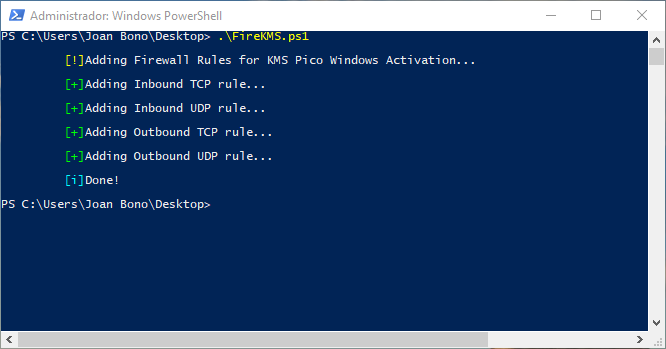 Administrador: Windows PowerShell
PS C:\Users\Joan Bono\Desktop> .\FireKMS.ps1
[!]Adding Firewall Rules for KMS Pico Windows Activation...
[+]Adding Inbound TCP rule...
[+]Adding Inbound UDP rule...
[+]Adding Outbound TCP rule...
[+]Adding Outbound UDP rule...
[i]Done!
PS C:\Users\Joan Bono\Desktop>